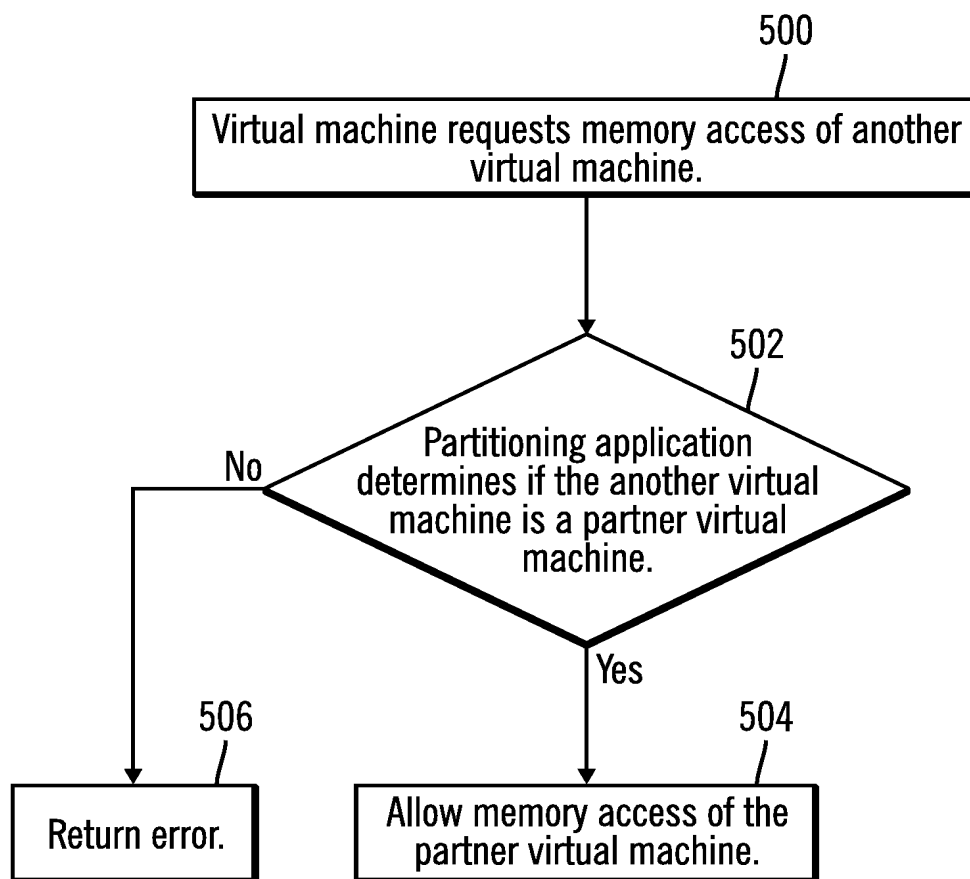 500
Virtual machine requests memory access of another
virtual machine.
502
Partitioning application
determines if the another virtual
machine is a partner virtual
machine.
No
Yes
506
Return error.
504
Allow memory access of the
partner virtual machine.